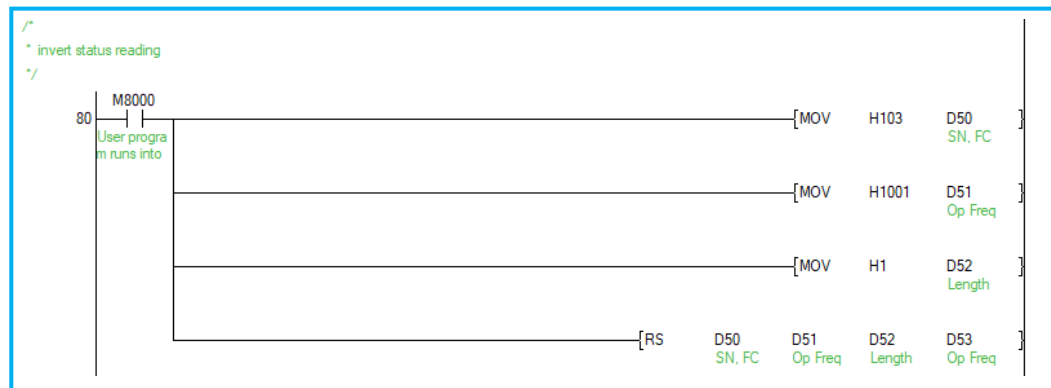 /*
* invert status reading
*/
M8000
80
User progra
m runs into
[MOV H103 D50 ]
SN, FC
[MOV H1001 D51 ]
Op Freq
[MOV H1 D52 ]
Length
[RS D50 D51 D52 D53 ]
SN, FC Op Freq Length Op Freq